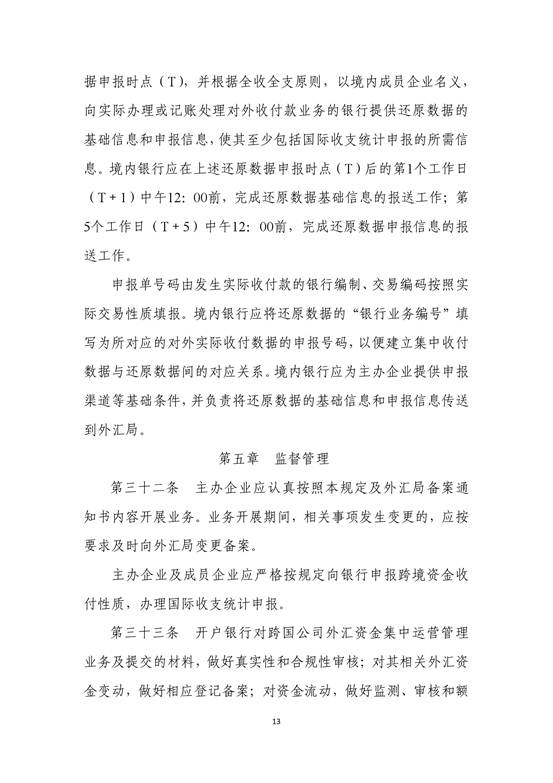 据申报时点（T），并根据全收全支原则，以境内成员企业名义，
向实际办理或记账处理对外收付款业务的银行提供还原数据的
基础信息和申报信息，使其至少包括国际收支统计申报的所需信
息。境内银行应在上述还原数据申报时点（T）后的第1个工作日
（T+1）中午12：00前，完成还原数据基础信息的报送工作；第
5个工作日（T+5）中午12：00前，完成还原数据申报信息的报
送工作。
申报单号码由发生实际收付款的银行编制、交易编码按照实
际交易性质填报。境内银行应将还原数据的“银行业务编号”填
写为所对应的对外实际收付数据的申报号码，以便建立集中收付
数据与还原数据间的对应关系。境内银行应为主办企业提供申报
渠道等基础条件，并负责将还原数据的基础信息和申报信息传送
到外汇局。
第五章　监督管理
第三十二条　主办企业应认真按照本规定及外汇局备案通
知书内容开展业务。业务开展期间，相关事项发生变更的，应按
要求及时向外汇局变更备案。
主办企业及成员企业应严格按规定向银行申报跨境资金收
付性质，办理国际收支统计申报。
第三十三条　开户银行对跨国公司外汇资金集中运营管理
业务及提交的材料，做好真实性和合规性审核；对其相关外汇资
金变动，做好相应登记备案；对资金流动，做好监测、审核和额
13